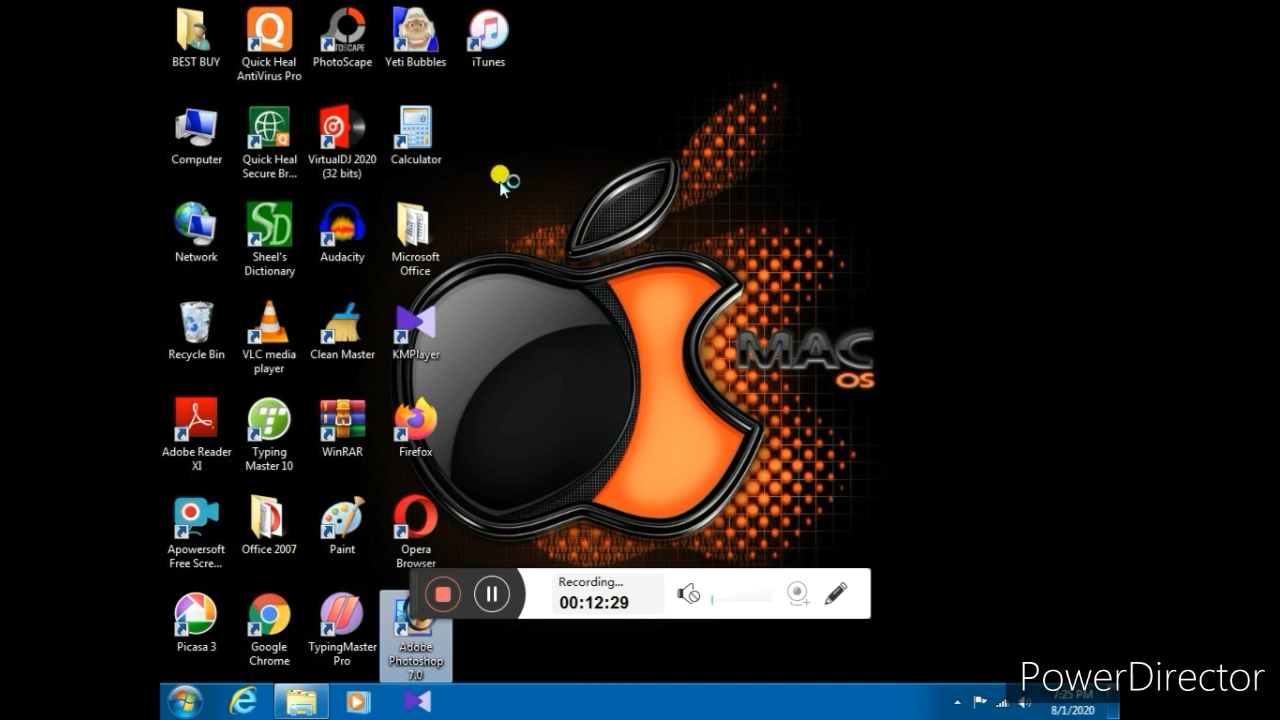 BEST BUY
Quick Heal
AntiVirus Pro
PhotoScape
Yeti Bubbles
iTunes
Computer
Quick Heal
Secure Br...
VirtualDJ 2020
(32 bits)
Calculator
Network
Sheel's
Dictionary
Audacity
Microsoft
Office
MAC
OS
Recycle Bin
VLC media
player
Clean Master
KMPlayer
Adobe Reader
XI
Typing
Master 10
WinRAR
Firefox
Apowersoft
Free Scre...
Office 2007
Paint
Opera
Browser
Recording...
00:12:29
Picasa 3
Google
Chrome
TypingMaster
Pro
Adobe
Photoshop
7.0
PowerDirector
7:25 PM
8/1/2020